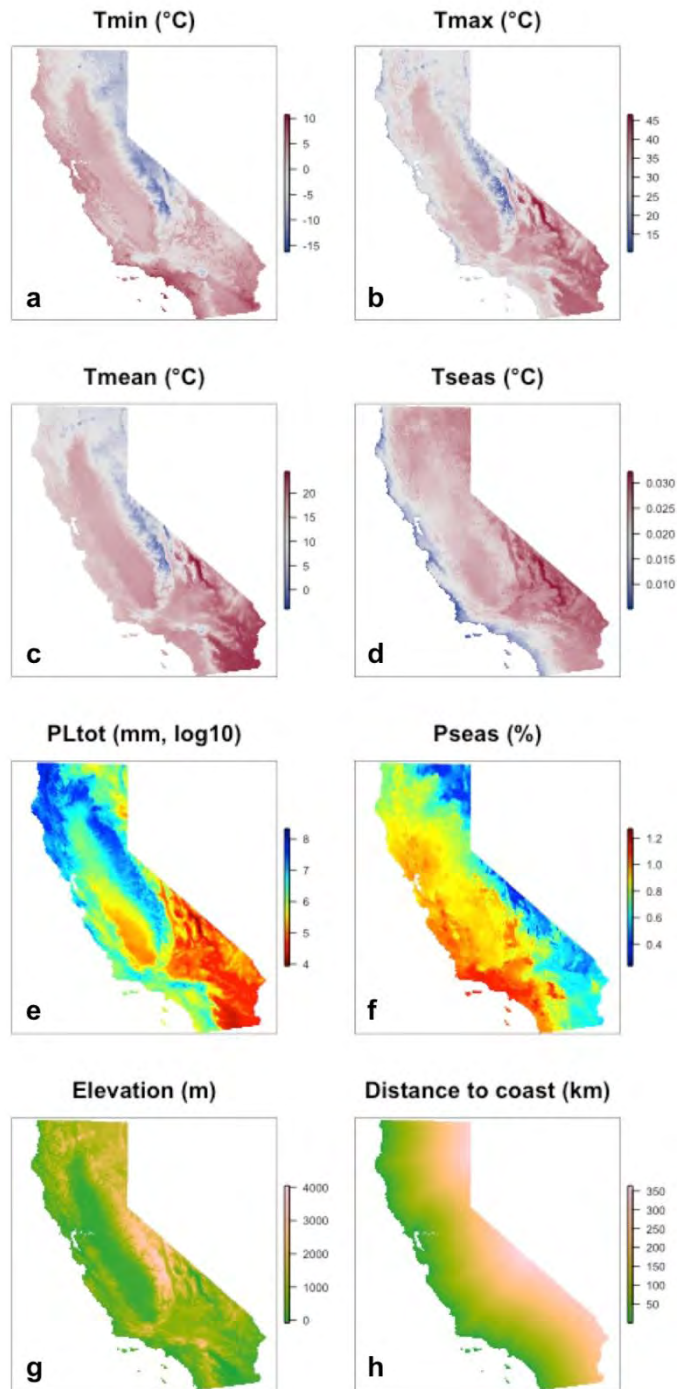 Tmin (°C)
Tmax (°C)
10
5
0
-5
-10
-15
a
45
40
35
30
25
20
15
b
Tmean (°C)
Tseas (°C)
20
15
10
5
0
c
0.030
0.025
0.020
0.015
0.010
d
PLtot (mm, log10)
Pseas (%)
8
7
6
5
4
e
1.2
1.0
0.8
0.6
0.4
f
Elevation (m)
Distance to coast (km)
4000
3000
2000
1000
0
g
350
300
250
200
150
100
50
h